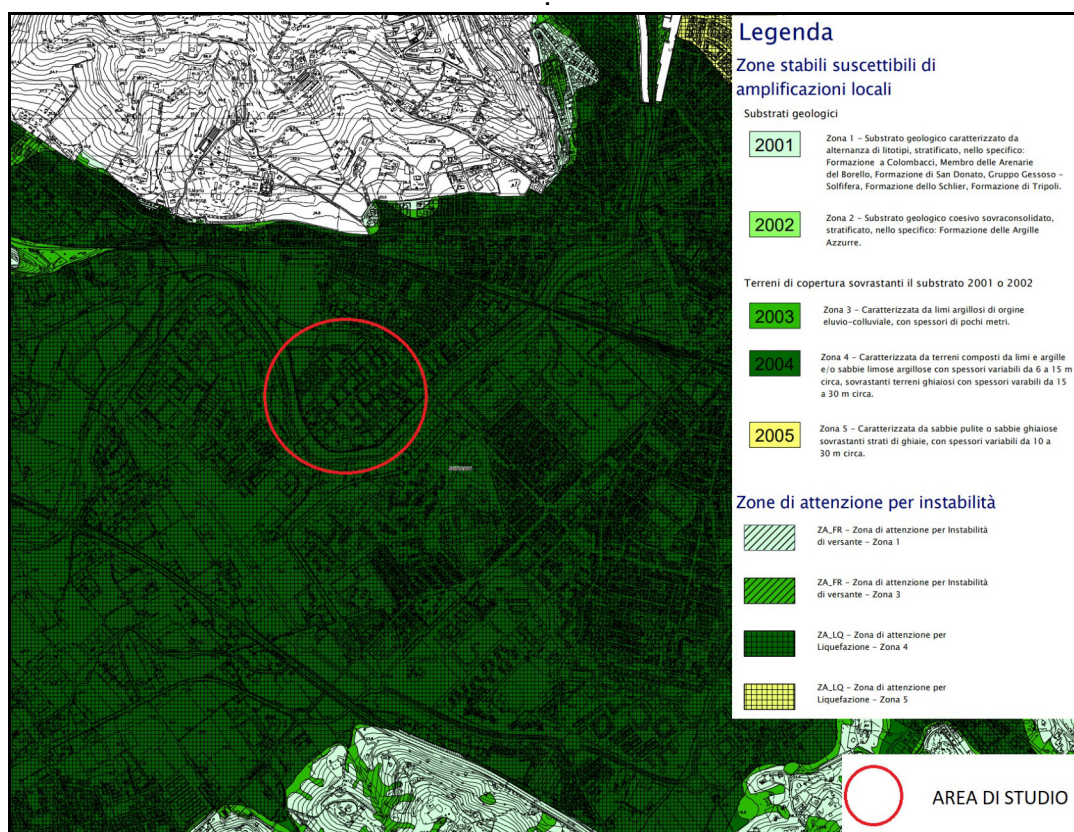 Legenda
Zone stabili suscettibili di
amplificazioni locali
Substrati geologici
2001
Zona 1 - Substrato geologico caratterizzato da
alternanza di litotipi, stratificato, nello specifico:
Formazione a Colombacci, Membro delle Arenarie
del Borello, Formazione di San Donato, Gruppo Gessoso -
Solfifera, Formazione dello Schlier, Formazione di Tripoli.
2002
Zona 2 - Substrato geologico coesivo sovraconsolidato,
stratificato, nello specifico: Formazione delle Argille
Azzurre.
Terreni di copertura sovrastanti il substrato 2001 o 2002
2003
Zona 3 - Caratterizzata da limi argillosi di orgine
eluvio-colluviale, con spessori di pochi metri.
2004
Zona 4 - Caratterizzata da terreni composti da limi e argille
e/o sabbie limose argillose con spessori variabili da 6 a 15 m
circa, sovrastanti terreni ghiaiosi con spessori varabili da 15
a 30 m circa.
2005
Zona 5 - Caratterizzata da sabbie pulite o sabbie ghiaiose
sovrastanti strati di ghiaie, con spessori variabili da 10 a
30 m circa.
Zone di attenzione per instabilità
ZA_FR - Zona di attenzione per Instabilità
di versante - Zona 1
ZA_FR - Zona di attenzione per Instabilità
di versante - Zona 3
ZA_LQ - Zona di attenzione per
Liquefazione - Zona 4
ZA_LQ - Zona di attenzione per
Liquefazione - Zona 5
AREA DI STUDIO